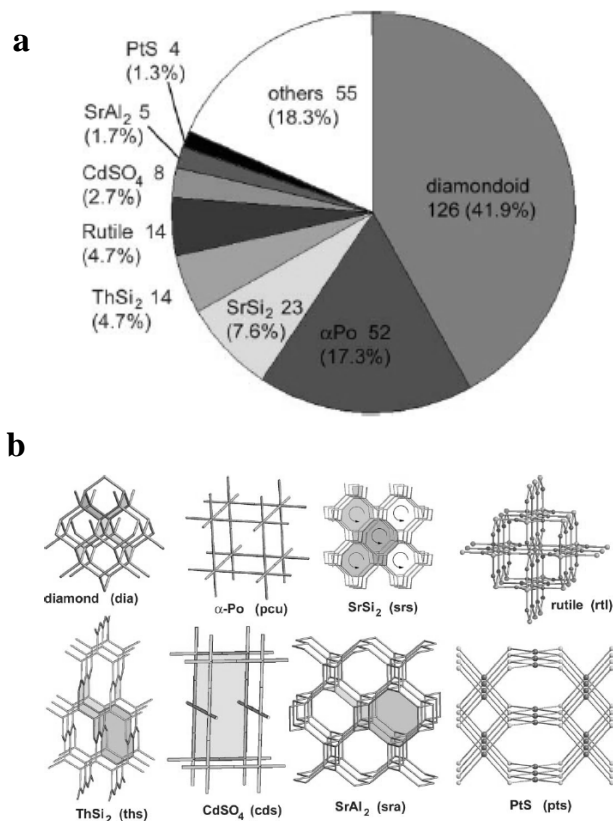 a
PtS 4
(1.3%)
SrAl₂ 5
(1.7%)
CdSO₄ 8
(2.7%)
Rutile 14
(4.7%)
ThSi₂ 14
(4.7%)
SrSi₂ 23
(7.6%)
αPo 52
(17.3%)
others 55
(18.3%)
diamondoid
126 (41.9%)
b
diamond (dia)
α-Po (pcu)
SrSi₂ (srs)
rutile (rtl)
ThSi₂ (ths)
CdSO₄ (cds)
SrAl₂ (sra)
PtS (pts)